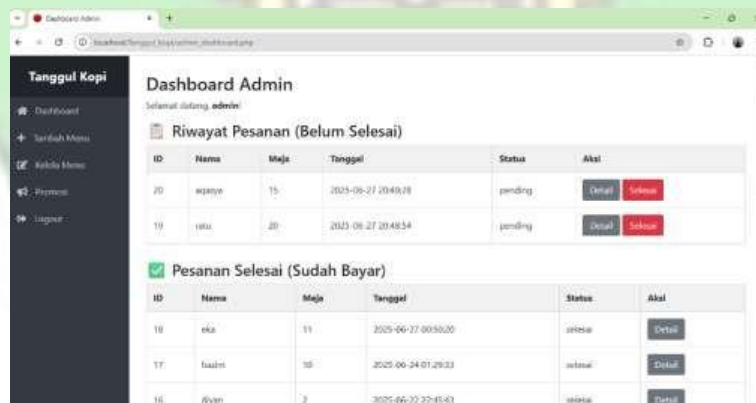 Dashboard Admin
localhost/tanggul_kopi/admin_dashboard.php
Tanggul Kopi
Dashboard
Tambah Menu
Kelola Menu
Promosi
Logout
Dashboard Admin
Selamat datang, admin!
Riwayat Pesanan (Belum Selesai)
ID Nama Meja Tanggal Status Aksi
20 15 2025-06-27 20:49:28 pending Detail Selesai
19 ratu 20 2025-06-27 20:48:54 pending Detail Selesai
Pesanan Selesai (Sudah Bayar)
ID Nama Meja Tanggal Status Aksi
18 eka 11 2025-06-27 00:50:20 selesai Detail
17 10 2025-06-24 01:29:33 selesai Detail
16 2 2025-06-22 22:45:43 selesai Detail